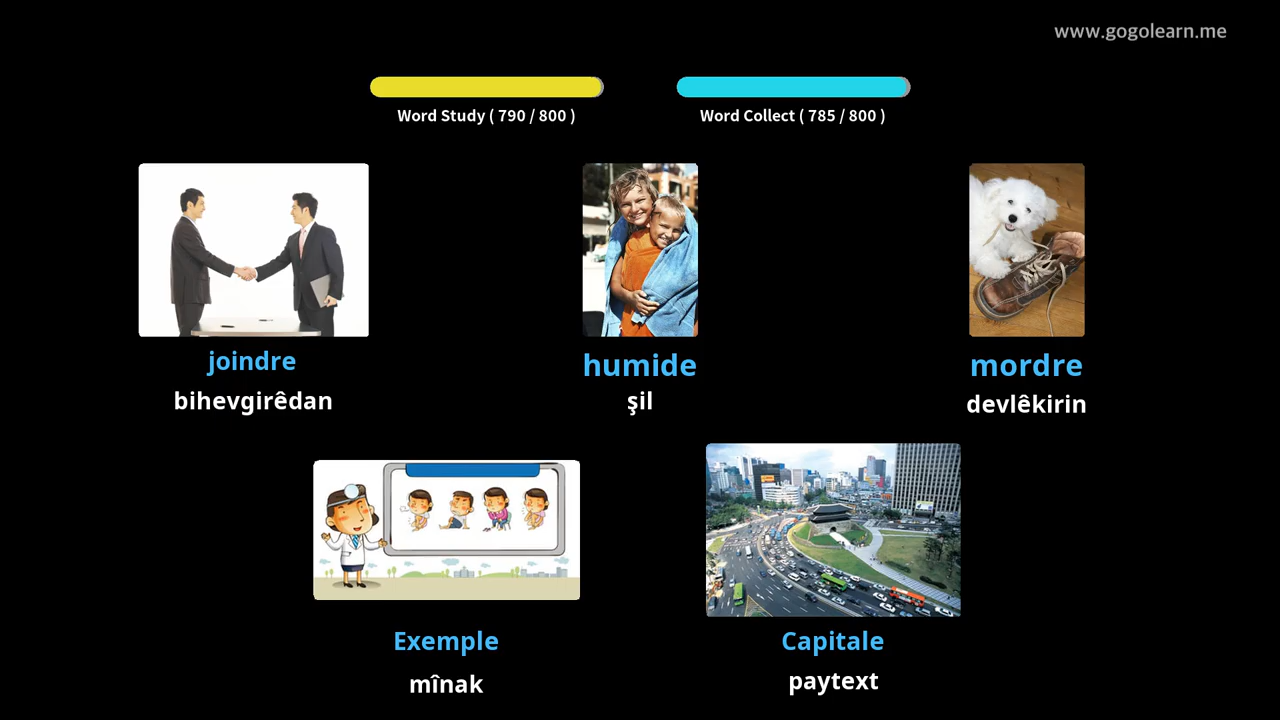 www.gogolearn.me
Word Study ( 790 / 800 )
Word Collect ( 785 / 800 )
joindre
bihevgirêdan
humide
şil
mordre
devlêkirin
Exemple
mînak
Capitale
paytext